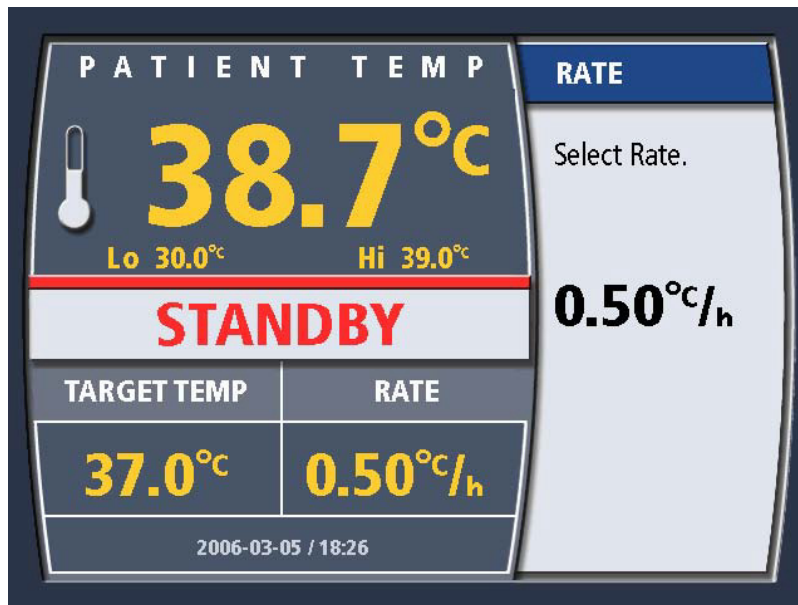 PATIENT TEMP
38.7°C
Lo 30.0°C Hi 39.0°C
STANDBY
TARGET TEMP RATE
37.0°C 0.50°C/h
2006-03-05 / 18:26
RATE
Select Rate.
0.50°C/h